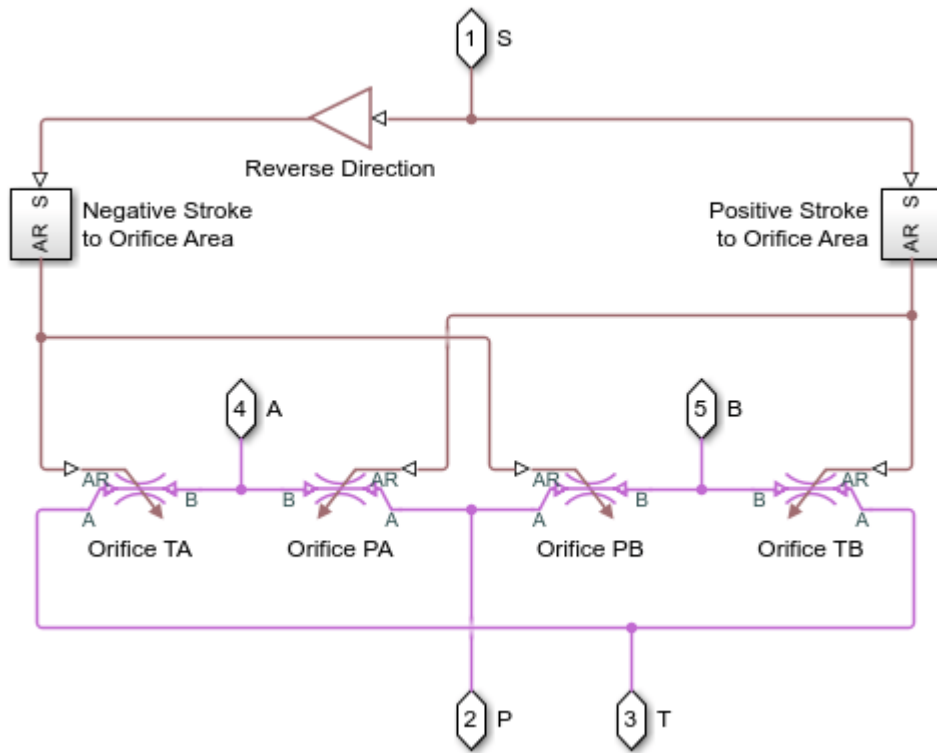 1 S
Reverse Direction
S
AR
Negative Stroke
to Orifice Area
Positive Stroke
to Orifice Area
S
AR
4 A
5 B
AR
A
B
Orifice TA
B
AR
A
Orifice PA
AR
A
B
Orifice PB
B
AR
A
Orifice TB
2 P
3 T